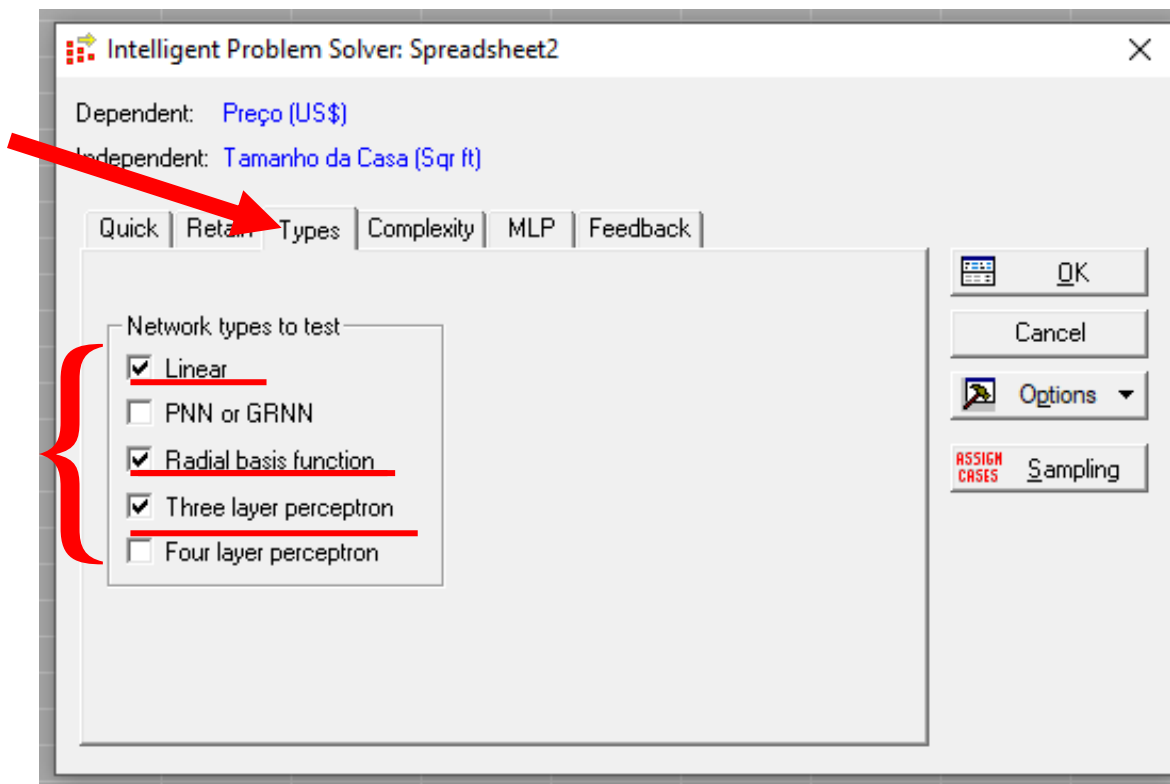 Intelligent Problem Solver: Spreadsheet2
Dependent: Preço (US$)
Independent: Tamanho da Casa (Sqr ft)
Quick Retain Types Complexity MLP Feedback
Network types to test
Linear
PNN or GRNN
Radial basis function
Three layer perceptron
Four layer perceptron
OK
Cancel
Options
ASSIGN CASES Sampling